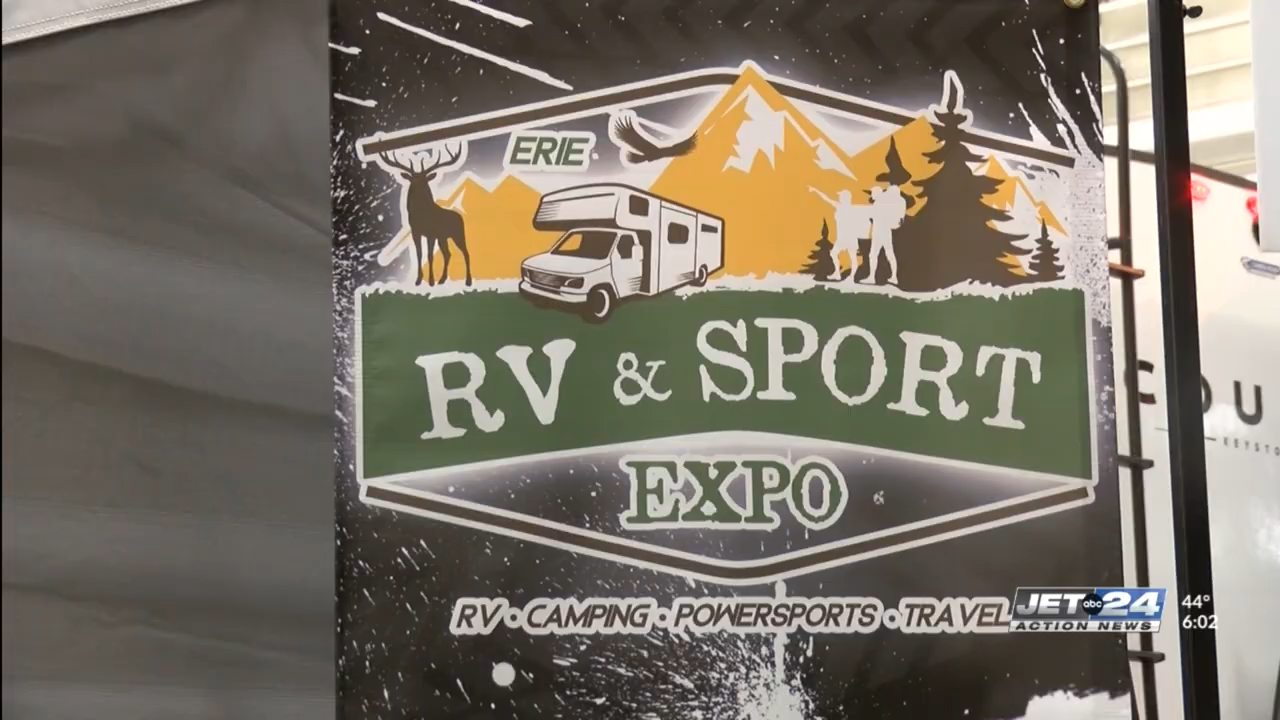 ERIE
RV & SPORT
EXPO
RV • CAMPING • POWERSPORTS • TRAVEL
JET abc 24
ACTION NEWS
44°
6:02